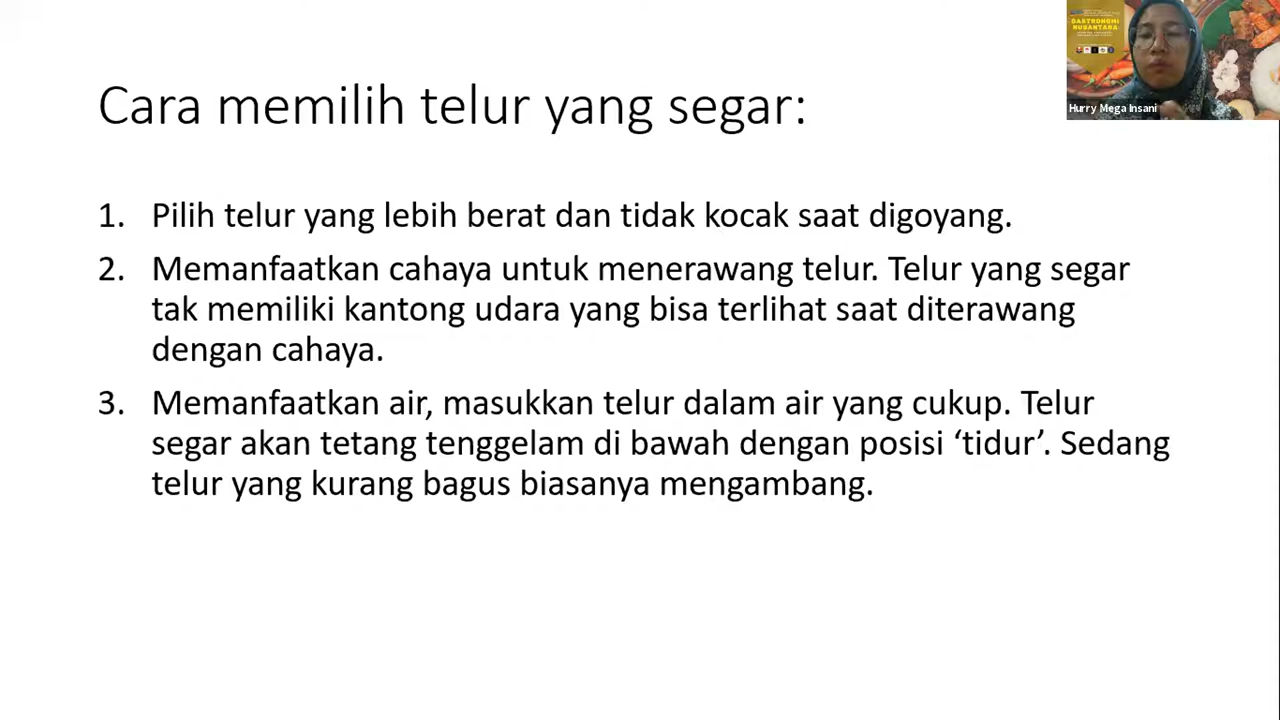 GASTRONOMI
NUSANTARA
Hurry Mega Insani
Cara memilih telur yang segar:
1. Pilih telur yang lebih berat dan tidak kocak saat digoyang.
2. Memanfaatkan cahaya untuk menerawang telur. Telur yang segar
tak memiliki kantong udara yang bisa terlihat saat diterawang
dengan cahaya.
3. Memanfaatkan air, masukkan telur dalam air yang cukup. Telur
segar akan tetang tenggelam di bawah dengan posisi ‘tidur’. Sedang
telur yang kurang bagus biasanya mengambang.